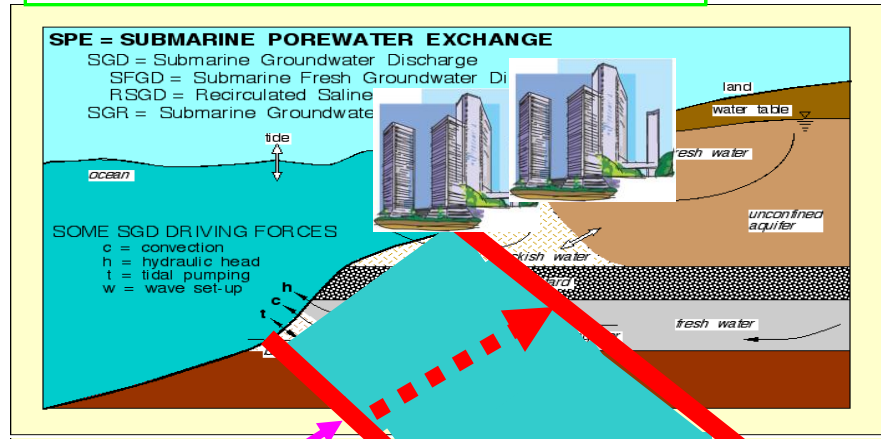 SPE = SUBMARINE POREWATER EXCHANGE
SGD = Submarine Groundwater Discharge
SFGD = Submarine Fresh Groundwater Di
RSGD = Recirculated Saline
SGR = Submarine Groundwate
land
water table
tide
resh water
ocean
unconfined
aquifer
SOME SGD DRIVING FORCES
c = convection
h = hydraulic head
t = tidal pumping
w = wave set-up
kish water
ard
h
c
t
fresh water